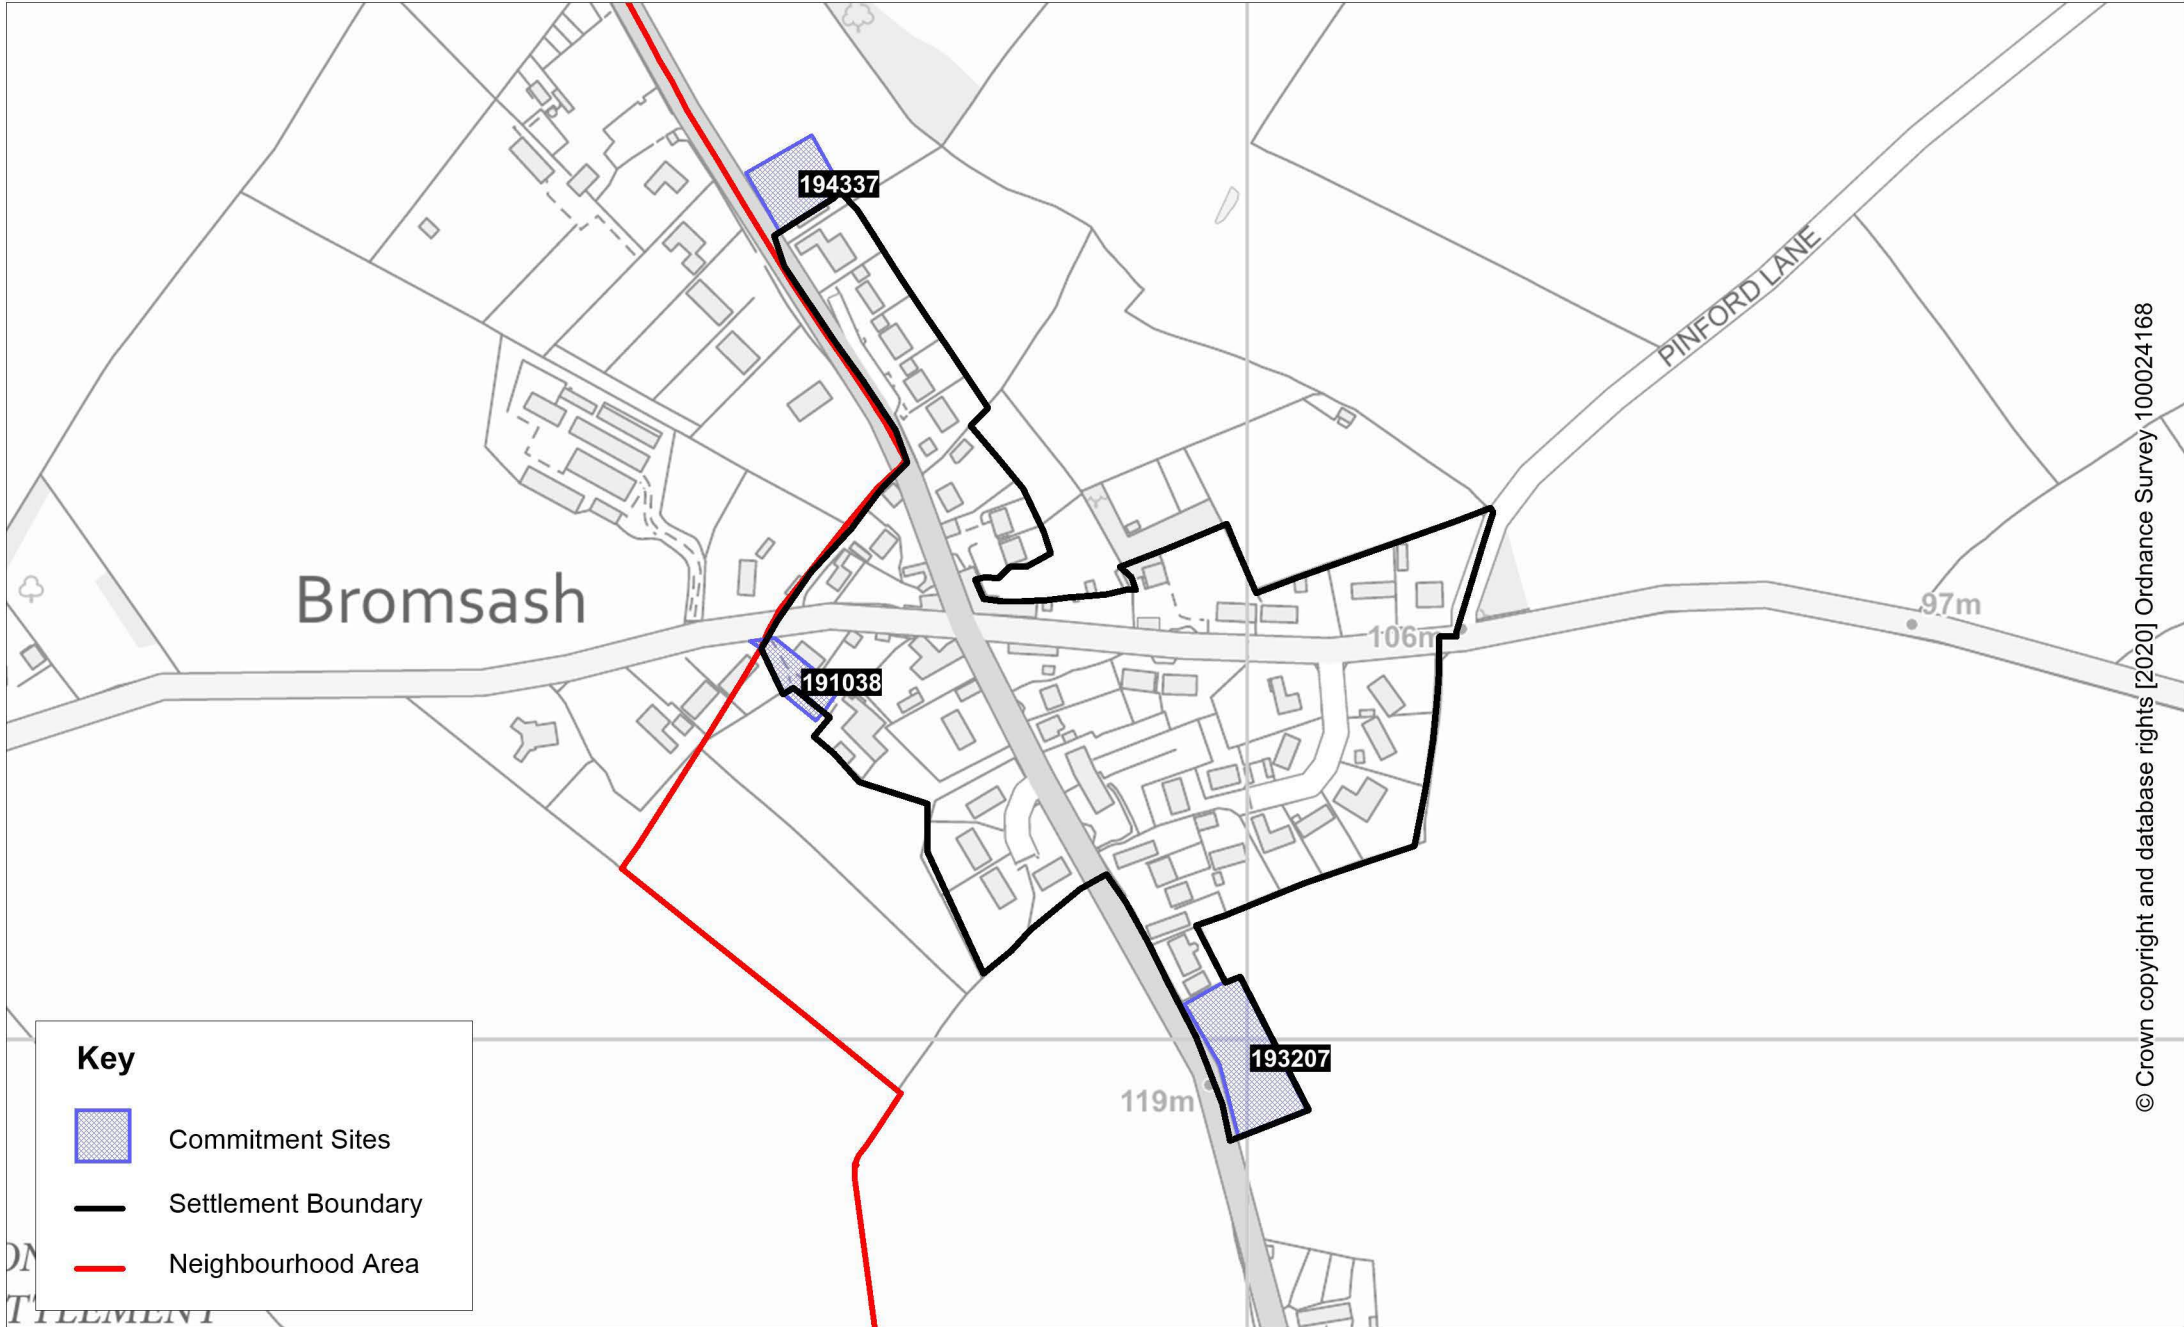 194337
PINFORD LANE
© Crown copyright and database rights [2020] Ordnance Survey 100024168
Bromsash
97m
106m
191038
193207
119m
Key
Commitment Sites
Settlement Boundary
Neighbourhood Area